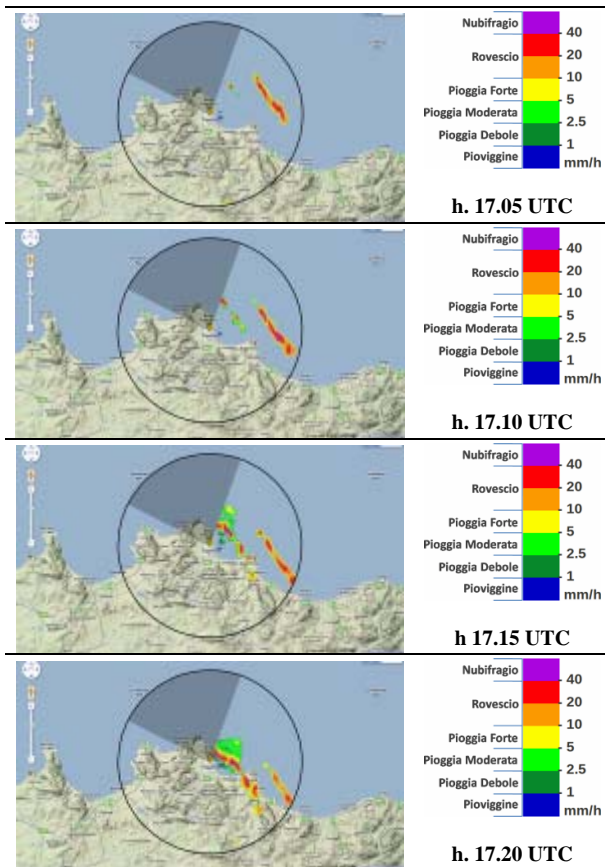 Nubifragio
40
Rovescio
20
10
Pioggia Forte
5
Pioggia Moderata
2.5
Pioggia Debole
1
Pioviggine
mm/h
h. 17.05 UTC
Nubifragio
40
Rovescio
20
10
Pioggia Forte
5
Pioggia Moderata
2.5
Pioggia Debole
1
Pioviggine
mm/h
h. 17.10 UTC
Nubifragio
40
Rovescio
20
10
Pioggia Forte
5
Pioggia Moderata
2.5
Pioggia Debole
1
Pioviggine
mm/h
h 17.15 UTC
Nubifragio
40
Rovescio
20
10
Pioggia Forte
5
Pioggia Moderata
2.5
Pioggia Debole
1
Pioviggine
mm/h
h. 17.20 UTC